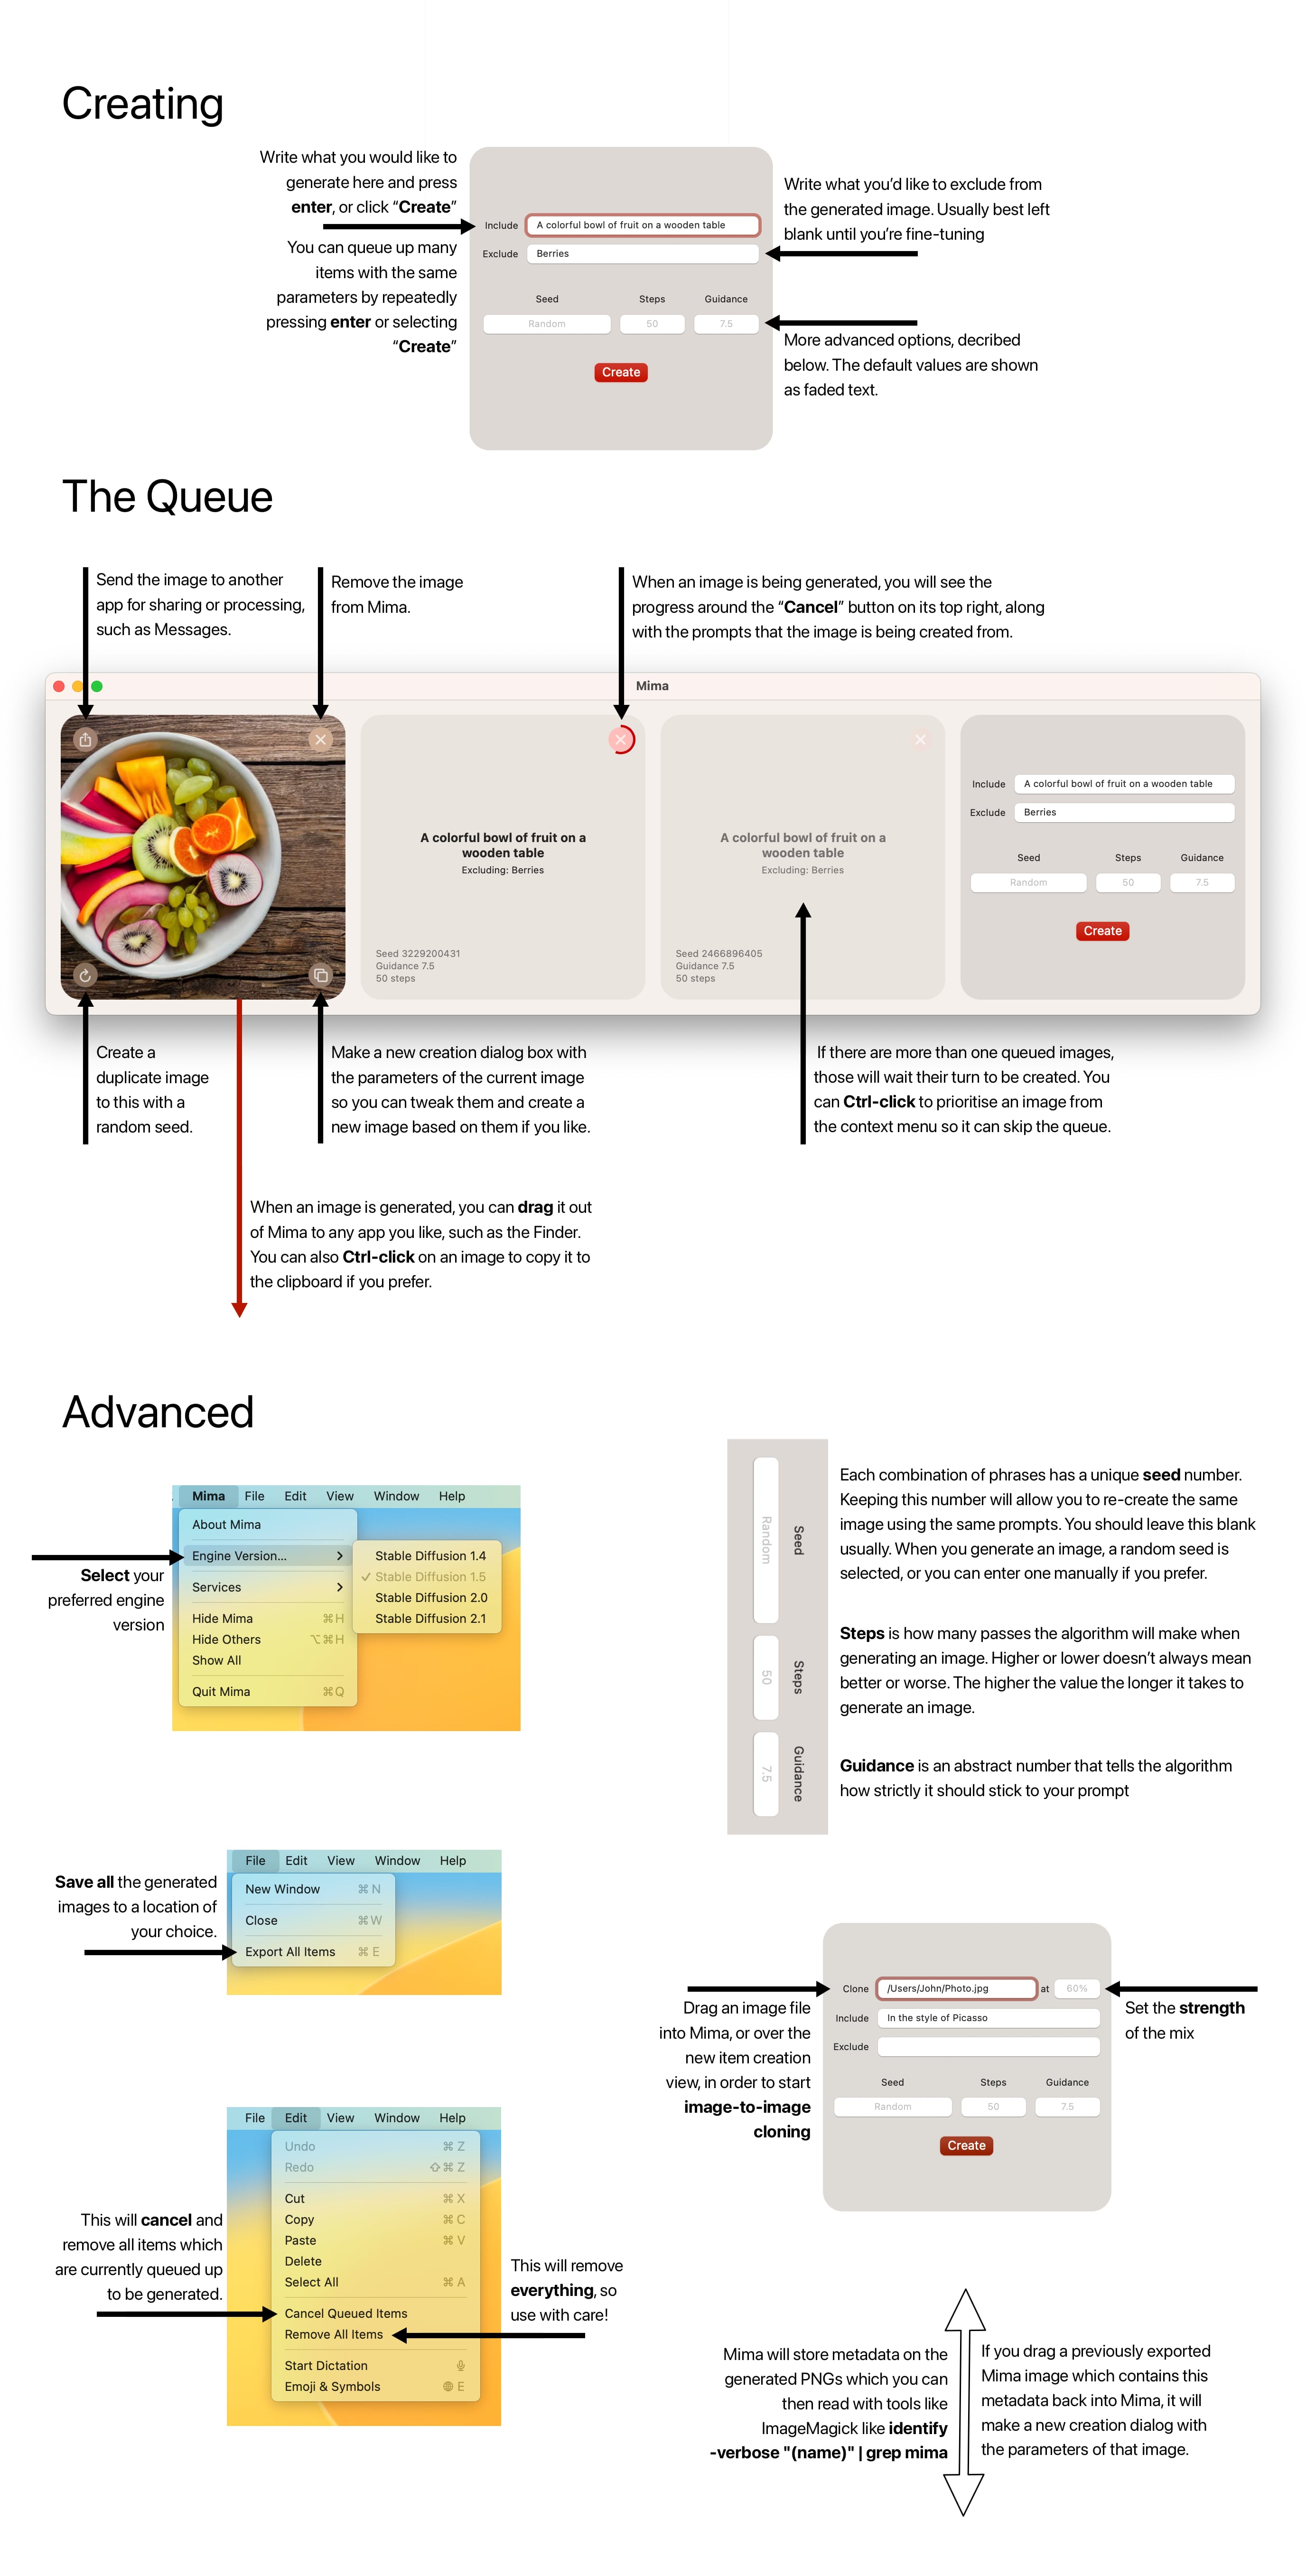 Creating
Write what you would like to
generate here and press
enter, or click “Create”
You can queue up many
items with the same
parameters by repeatedly
pressing enter or selecting
“Create”
Include
A colorful bowl of fruit on a wooden table
Exclude
Berries
Seed
Steps
Guidance
Random
50
7.5
Create
Write what you’d like to exclude from
the generated image. Usually best left
blank until you’re fine-tuning
More advanced options, decribed
below. The default values are shown
as faded text.
The Queue
Send the image to another
app for sharing or processing,
such as Messages.
Remove the image
from Mima.
When an image is being generated, you will see the
progress around the “Cancel” button on its top right, along
with the prompts that the image is being created from.
Mima
A colorful bowl of fruit on a
wooden table
Excluding: Berries
Seed 3229200431
Guidance 7.5
50 steps
A colorful bowl of fruit on a
wooden table
Excluding: Berries
Seed 2466896405
Guidance 7.5
50 steps
Include
A colorful bowl of fruit on a wooden table
Exclude
Berries
Seed
Steps
Guidance
Random
50
7.5
Create
Create a
duplicate image
to this with a
random seed.
Make a new creation dialog box with
the parameters of the current image
so you can tweak them and create a
new image based on them if you like.
If there are more than one queued images,
those will wait their turn to be created. You
can Ctrl-click to prioritise an image from
the context menu so it can skip the queue.
When an image is generated, you can drag it out
of Mima to any app you like, such as the Finder.
You can also Ctrl-click on an image to copy it to
the clipboard if you prefer.
Advanced
Select your
preferred engine
version
Mima File Edit View Window Help
About Mima
Engine Version...
Services
Hide Mima ⌘H
Hide Others ⌥⌘H
Show All
Quit Mima ⌘Q
Stable Diffusion 1.4
✓ Stable Diffusion 1.5
Stable Diffusion 2.0
Stable Diffusion 2.1
Seed
Random
Steps
50
Guidance
7.5
Each combination of phrases has a unique seed number.
Keeping this number will allow you to re-create the same
image using the same prompts. You should leave this blank
usually. When you generate an image, a random seed is
selected, or you can enter one manually if you prefer.
Steps is how many passes the algorithm will make when
generating an image. Higher or lower doesn’t always mean
better or worse. The higher the value the longer it takes to
generate an image.
Guidance is an abstract number that tells the algorithm
how strictly it should stick to your prompt
Save all the generated
images to a location of
your choice.
File Edit View Window Help
New Window ⌘ N
Close ⌘ W
Export All Items ⌘ E
Drag an image file
into Mima, or over the
new item creation
view, in order to start
image-to-image
cloning
Clone
/Users/John/Photo.jpg
at
60%
Include
In the style of Picasso
Exclude
Seed
Steps
Guidance
Random
50
7.5
Create
Set the strength
of the mix
This will cancel and
remove all items which
are currently queued up
to be generated.
File Edit View Window Help
Undo ⌘ Z
Redo ⇧⌘ Z
Cut ⌘ X
Copy ⌘ C
Paste ⌘ V
Delete
Select All ⌘ A
Cancel Queued Items
Remove All Items
Start Dictation
Emoji & Symbols E
This will remove
everything, so
use with care!
Mima will store metadata on the
generated PNGs which you can
then read with tools like
ImageMagick like identify
-verbose "(name)" | grep mima
If you drag a previously exported
Mima image which contains this
metadata back into Mima, it will
make a new creation dialog with
the parameters of that image.